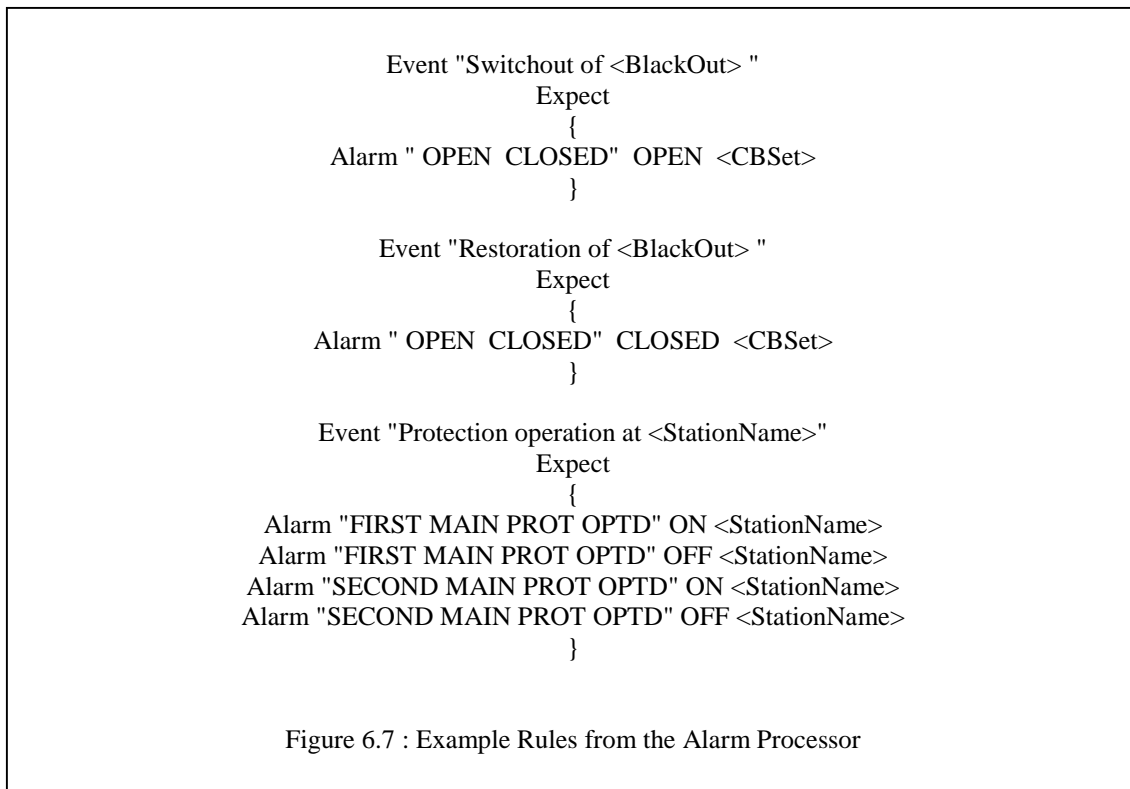 Event "Switchout of <BlackOut> "
Expect
{
Alarm " OPEN  CLOSED"  OPEN  <CBSet>
}
Event "Restoration of <BlackOut> "
Expect
{
Alarm " OPEN  CLOSED"  CLOSED  <CBSet>
}
Event "Protection operation at <StationName>"
Expect
{
Alarm "FIRST MAIN PROT OPTD" ON <StationName>
Alarm "FIRST MAIN PROT OPTD" OFF <StationName>
Alarm "SECOND MAIN PROT OPTD" ON <StationName>
Alarm "SECOND MAIN PROT OPTD" OFF <StationName>
}
Figure 6.7 : Example Rules from the Alarm Processor